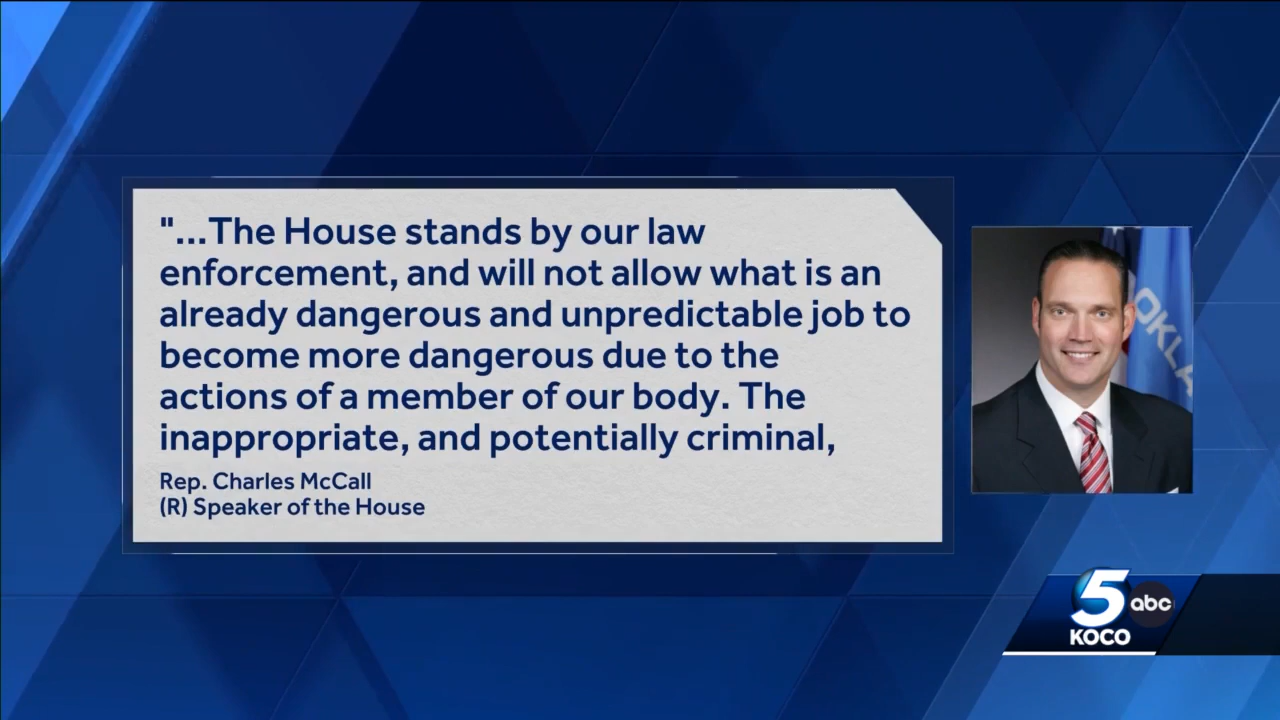 "...The House stands by our law
enforcement, and will not allow what is an
already dangerous and unpredictable job to
become more dangerous due to the
actions of a member of our body. The
inappropriate, and potentially criminal,
Rep. Charles McCall
(R) Speaker of the House
OKLA
5 abc
KOCO